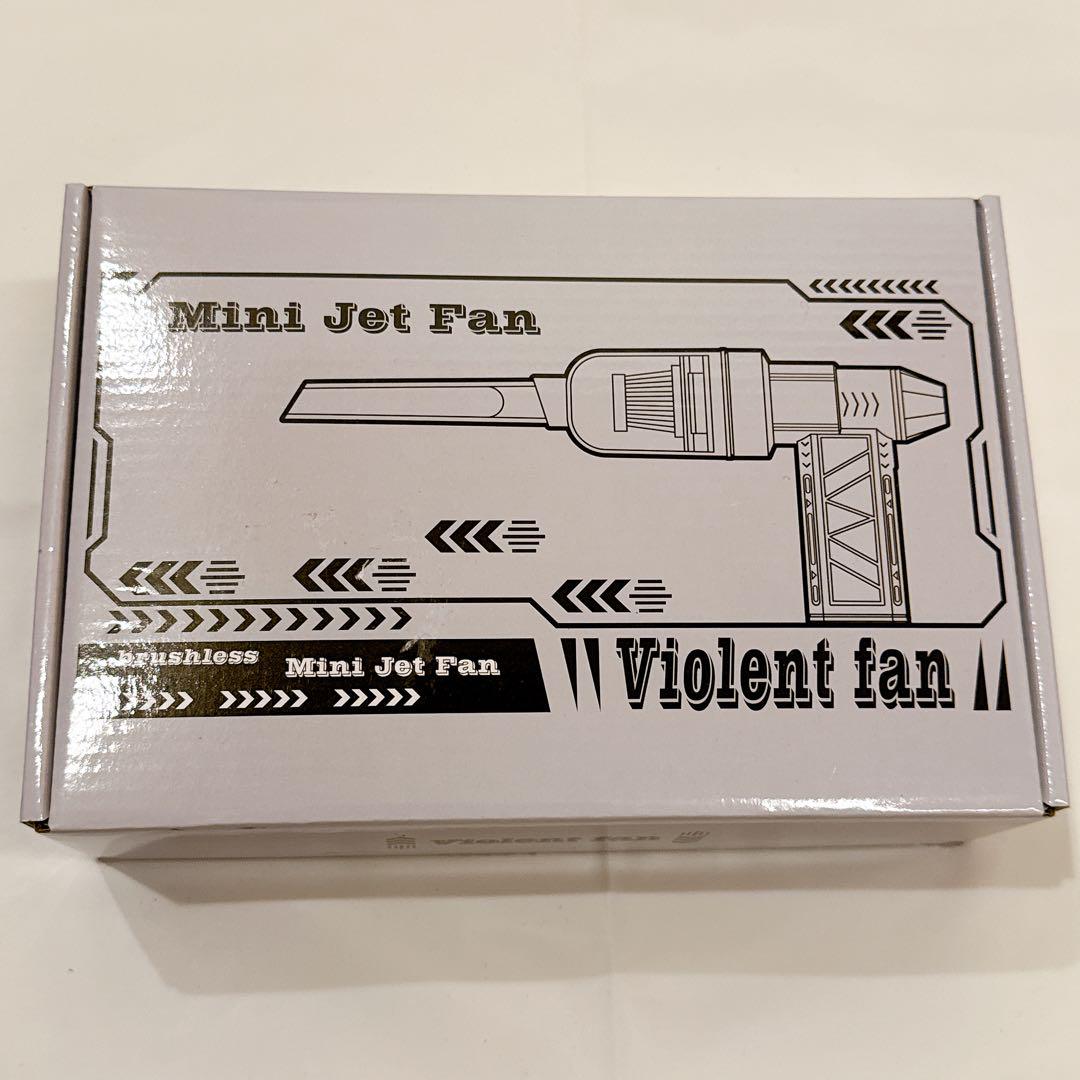 Mini Jet Fan
brushless Mini Jet Fan
Violent fan
Violent fan